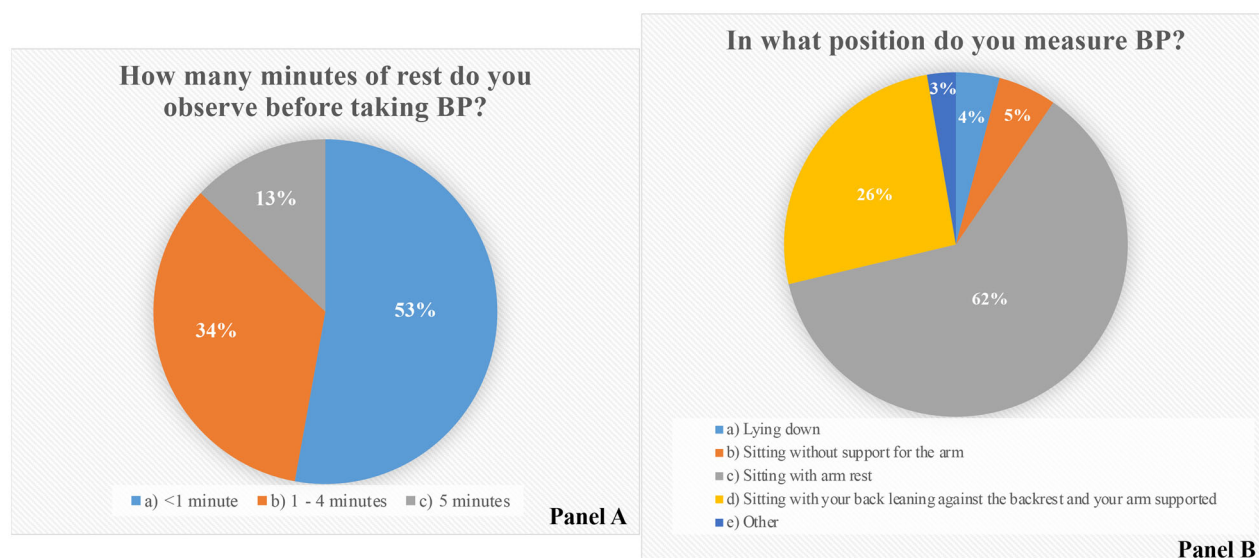 How many minutes of rest do you
observe before taking BP?
13%
34%
53%
a) <1 minute b) 1 - 4 minutes c) 5 minutes
Panel A
In what position do you measure BP?
3%
4%
5%
26%
62%
a) Lying down
b) Sitting without support for the arm
c) Sitting with arm rest
d) Sitting with your back leaning against the backrest and your arm supported
e) Other
Panel B